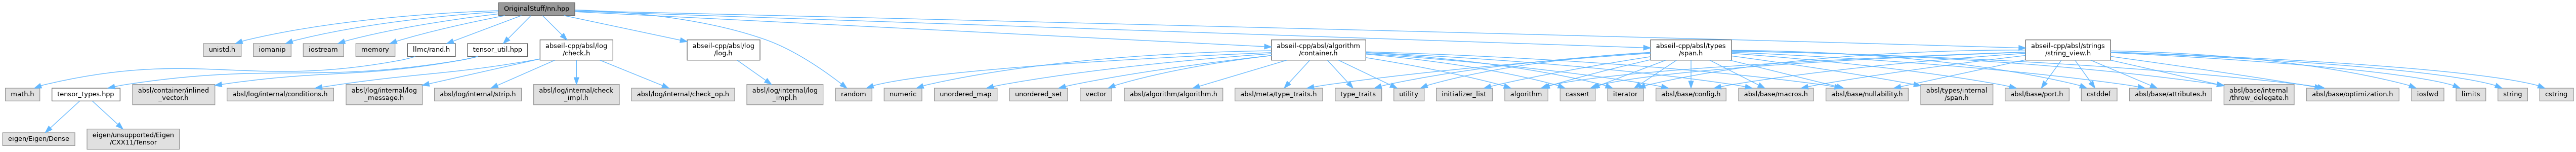 OriginalStuff/nn.hpp
unistd.h
iomanip
iostream
memory
llmc/rand.h
tensor_util.hpp
abseil-cpp/absl/log
/check.h
abseil-cpp/absl/log
/log.h
abseil-cpp/absl/algorithm
/container.h
abseil-cpp/absl/types
/span.h
abseil-cpp/absl/strings
/string_view.h
math.h
tensor_types.hpp
absl/container/inlined
_vector.h
absl/log/internal/conditions.h
absl/log/internal/log
_message.h
absl/log/internal/strip.h
absl/log/internal/check
_impl.h
absl/log/internal/check_op.h
absl/log/internal/log
_impl.h
random
numeric
unordered_map
unordered_set
vector
absl/algorithm/algorithm.h
absl/meta/type_traits.h
type_traits
utility
initializer_list
algorithm
cassert
iterator
absl/base/config.h
absl/base/macros.h
absl/base/nullability.h
absl/types/internal
/span.h
absl/base/port.h
cstddef
absl/base/attributes.h
absl/base/internal
/throw_delegate.h
absl/base/optimization.h
iosfwd
limits
string
cstring
eigen/Eigen/Dense
eigen/unsupported/Eigen
/CXX11/Tensor